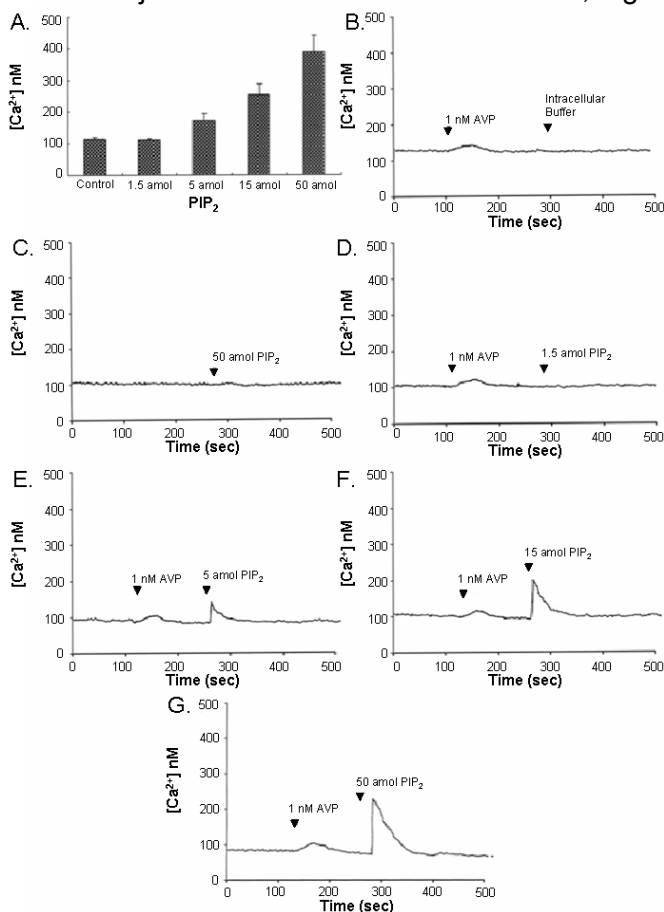 A.
[Ca²⁺] nM
500
400
300
200
100
0
Control 1.5 amol 5 amol 15 amol 50 amol
PIP₂
B.
[Ca²⁺] nM
500
400
300
200
100
0
1 nM AVP
Intracellular
Buffer
0 100 200 300 400 500
Time (sec)
C.
[Ca²⁺] nM
500
400
300
200
100
0
50 amol PIP₂
0 100 200 300 400 500
Time (sec)
D.
[Ca²⁺] nM
500
400
300
200
100
0
1 nM AVP 1.5 amol PIP₂
0 100 200 300 400 500
Time (sec)
E.
[Ca²⁺] nM
500
400
300
200
100
0
1 nM AVP 5 amol PIP₂
0 100 200 300 400 500
Time (sec)
F.
[Ca²⁺] nM
500
400
300
200
100
0
15 amol PIP₂
1 nM AVP
0 100 200 300 400 500
Time (sec)
G.
[Ca²⁺] nM
500
400
300
200
100
0
50 amol PIP₂
1 nM AVP
0 100 200 300 400 500
Time (sec)